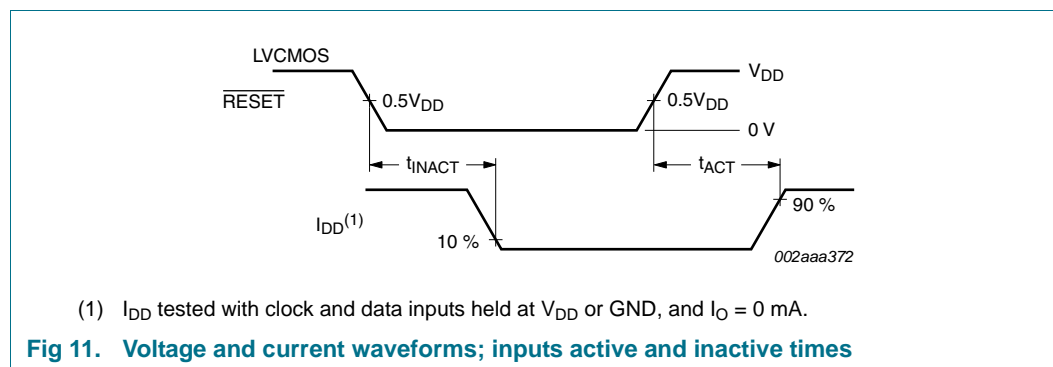 LVCMOS
RESET
0.5VDD
0.5VDD
VDD
0 V
tINACT
tACT
IDD(1)
10 %
90 %
002aaa372
(1) IDD tested with clock and data inputs held at VDD or GND, and IO = 0 mA.
Fig 11. Voltage and current waveforms; inputs active and inactive times